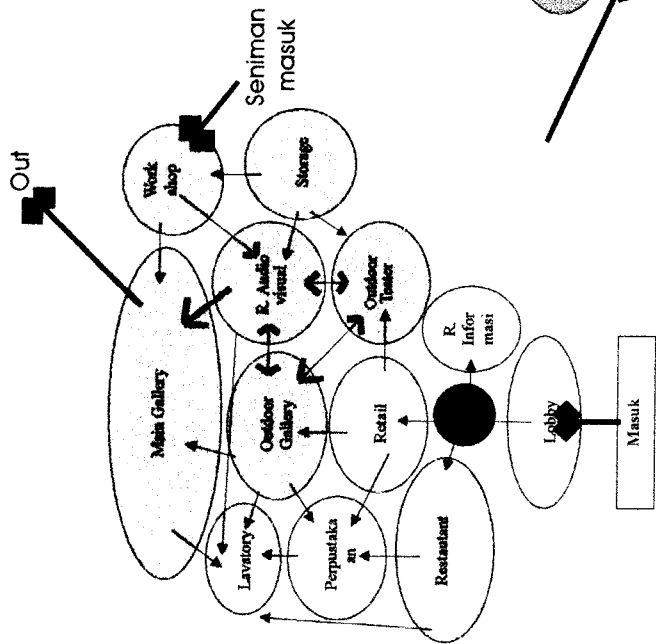 Out
Seniman
masuk
Work
shop
Storage
Main Gallery
R. Audio
visual
Outdoor
Teater
Outdoor
Gallery
Retail
R.
Infor
masi
Lavatory
Perpustaka
an
Restautant
Lobby
Masuk